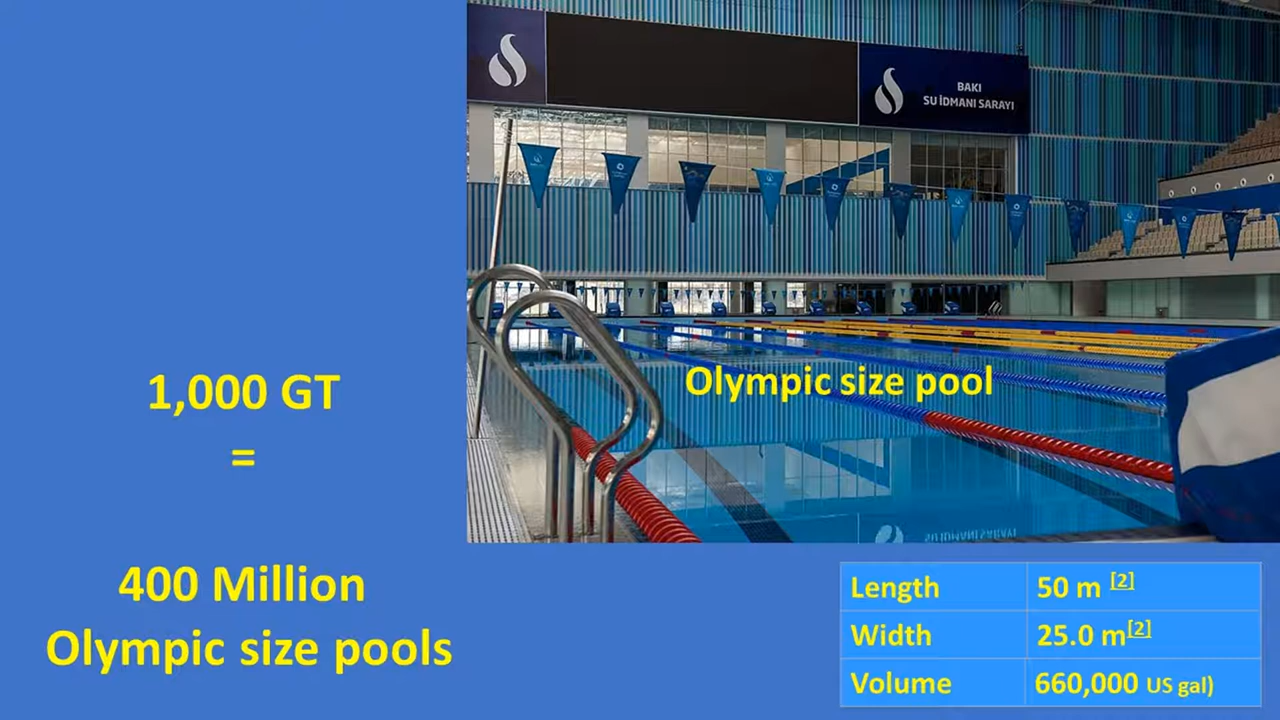 BAKI
SU İDMANI SARAYI
Olympic size pool
1,000 GT
=
400 Million
Olympic size pools
Length 50 m [2]
Width 25.0 m[2]
Volume 660,000 US gal)